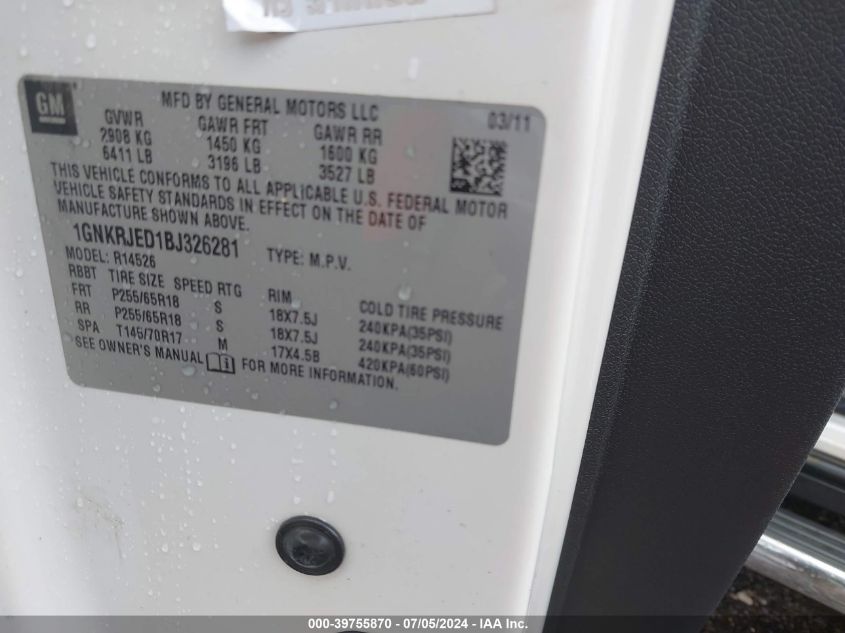 GM
MFD BY GENERAL MOTORS LLC
03/11
GVWR GAWR FRT GAWR RR
2908 KG 1450 KG 1600 KG
6411 LB 3196 LB 3527 LB
THIS VEHICLE CONFORMS TO ALL APPLICABLE U.S. FEDERAL MOTOR
VEHICLE SAFETY STANDARDS IN EFFECT ON THE DATE OF
MANUFACTURE SHOWN ABOVE.
1GNKRJED1BJ326281 TYPE: M.P.V.
MODEL: R14526
RBBT TIRE SIZE SPEED RTG RIM COLD TIRE PRESSURE
FRT P255/65R18 S 18X7.5J 240KPA(35PSI)
RR P255/65R18 S 18X7.5J 240KPA(35PSI)
SPA T145/70R17 M 17X4.5B 420KPA(60PSI)
SEE OWNER'S MANUAL FOR MORE INFORMATION.
000-39755870 / 07/05/2024 - © IAA Inc.